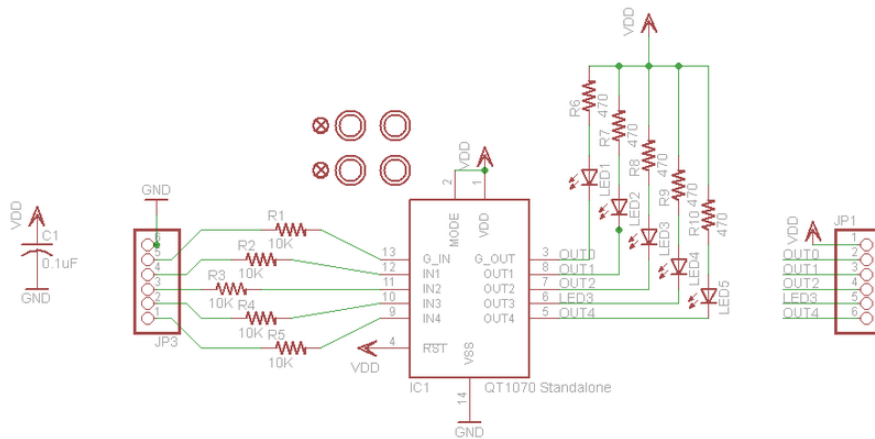 VDD
R6
470
R7
470
R8
470
R9
470
R10
470
LED1
LED2
LED3
LED4
LED5
VDD
2
1
MODE
VDD
GND
VDD
C1
0.1uF
GND
6
5
4
3
2
1
JP3
R1
10K
R2
10K
R3
10K
R4
10K
R5
10K
13
12
11
10
9
4
VDD
G_IN
IN1
IN2
IN3
IN4
RST
VSS
G_OUT
OUT1
OUT2
OUT3
OUT4
3
8
7
6
5
OUT0
OUT1
OUT2
LED3
OUT4
IC1
QT1070 Standalone
14
GND
JP1
VDD
OUT0
OUT1
OUT2
LED3
OUT4
1
2
3
4
5
6